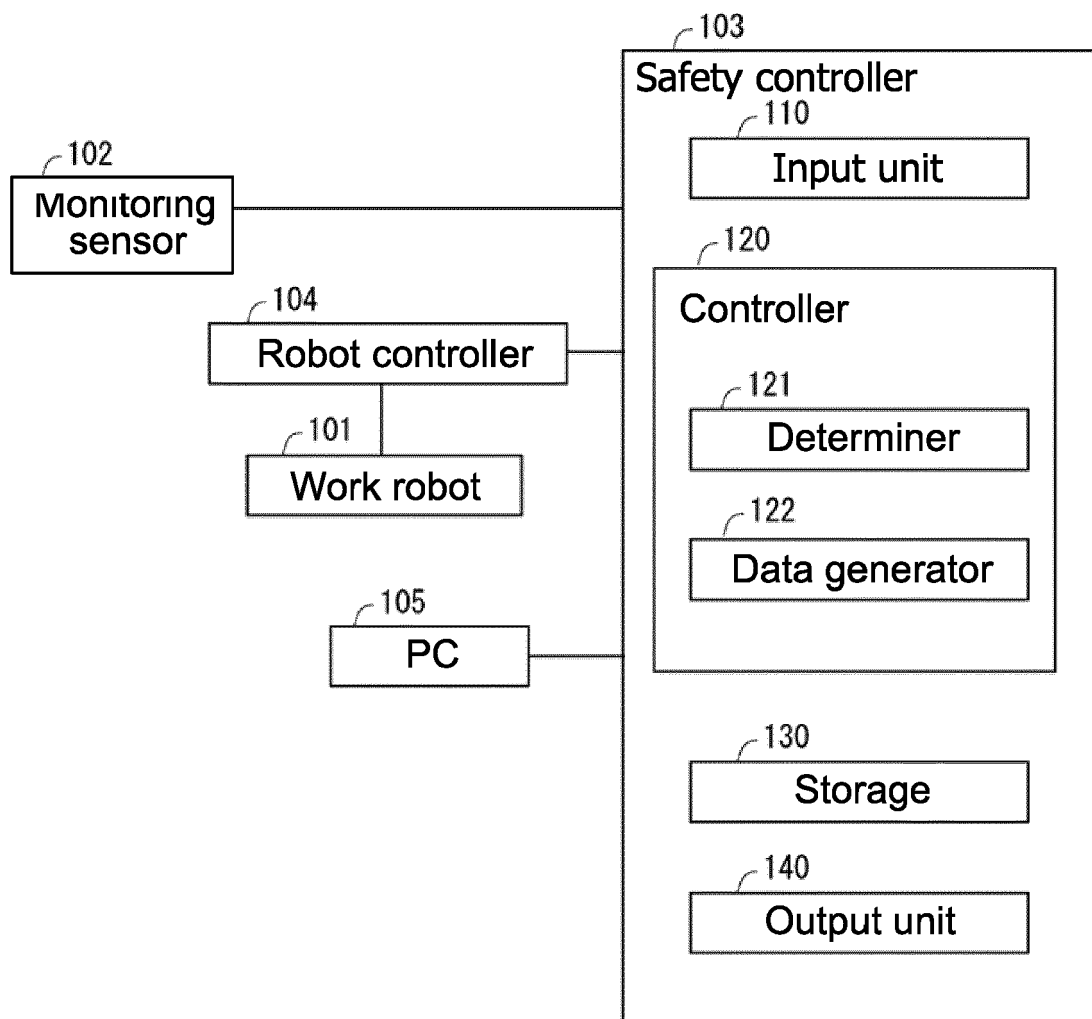 103
Safety controller
110
Input unit
102
Monitoring
sensor
120
Controller
104
Robot controller
121
Determiner
101
Work robot
122
Data generator
105
PC
130
Storage
140
Output unit